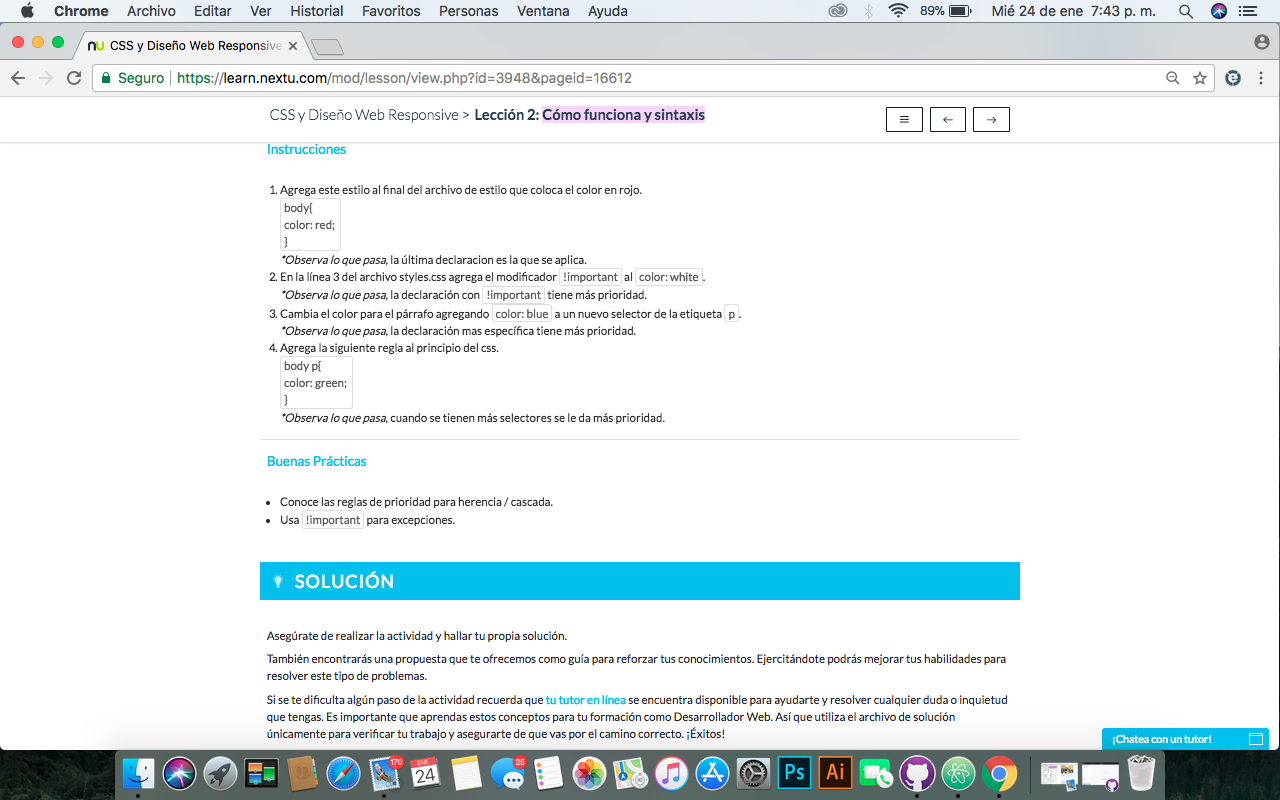 Chrome Archivo Editar Ver Historial Favoritos Personas Ventana Ayuda 89% Mié 24 de ene 7:43 p. m.
nu CSS y Diseño Web Responsive
Seguro https://learn.nextu.com/mod/lesson/view.php?id=3948&pageid=16612
CSS y Diseño Web Responsive > Lección 2: Cómo funciona y sintaxis
Instrucciones
1. Agrega este estilo al final del archivo de estilo que coloca el color en rojo.
body{
color: red;
}
*Observa lo que pasa, la última declaracion es la que se aplica.
2. En la línea 3 del archivo styles.css agrega el modificador !important al color: white.
*Observa lo que pasa, la declaración con !important tiene más prioridad.
3. Cambia el color para el párrafo agregando color: blue a un nuevo selector de la etiqueta p.
*Observa lo que pasa, la declaración mas específica tiene más prioridad.
4. Agrega la siguiente regla al principio del css.
body p{
color: green;
}
*Observa lo que pasa, cuando se tienen más selectores se le da más prioridad.
Buenas Prácticas
• Conoce las reglas de prioridad para herencia / cascada.
• Usa !important para excepciones.
SOLUCIÓN
Asegúrate de realizar la actividad y hallar tu propia solución.
También encontrarás una propuesta que te ofrecemos como guía para reforzar tus conocimientos. Ejercitándote podrás mejorar tus habilidades para
resolver este tipo de problemas.
Si se te dificulta algún paso de la actividad recuerda que tu tutor en línea se encuentra disponible para ayudarte y resolver cualquier duda o inquietud
que tengas. Es importante que aprendas estos conceptos para tu formación como Desarrollador Web. Así que utiliza el archivo de solución
únicamente para verificar tu trabajo y asegurarte de que vas por el camino correcto. ¡Éxitos!
¡Chatea con un tutor!
170 ENE 24 25 Ps Ai